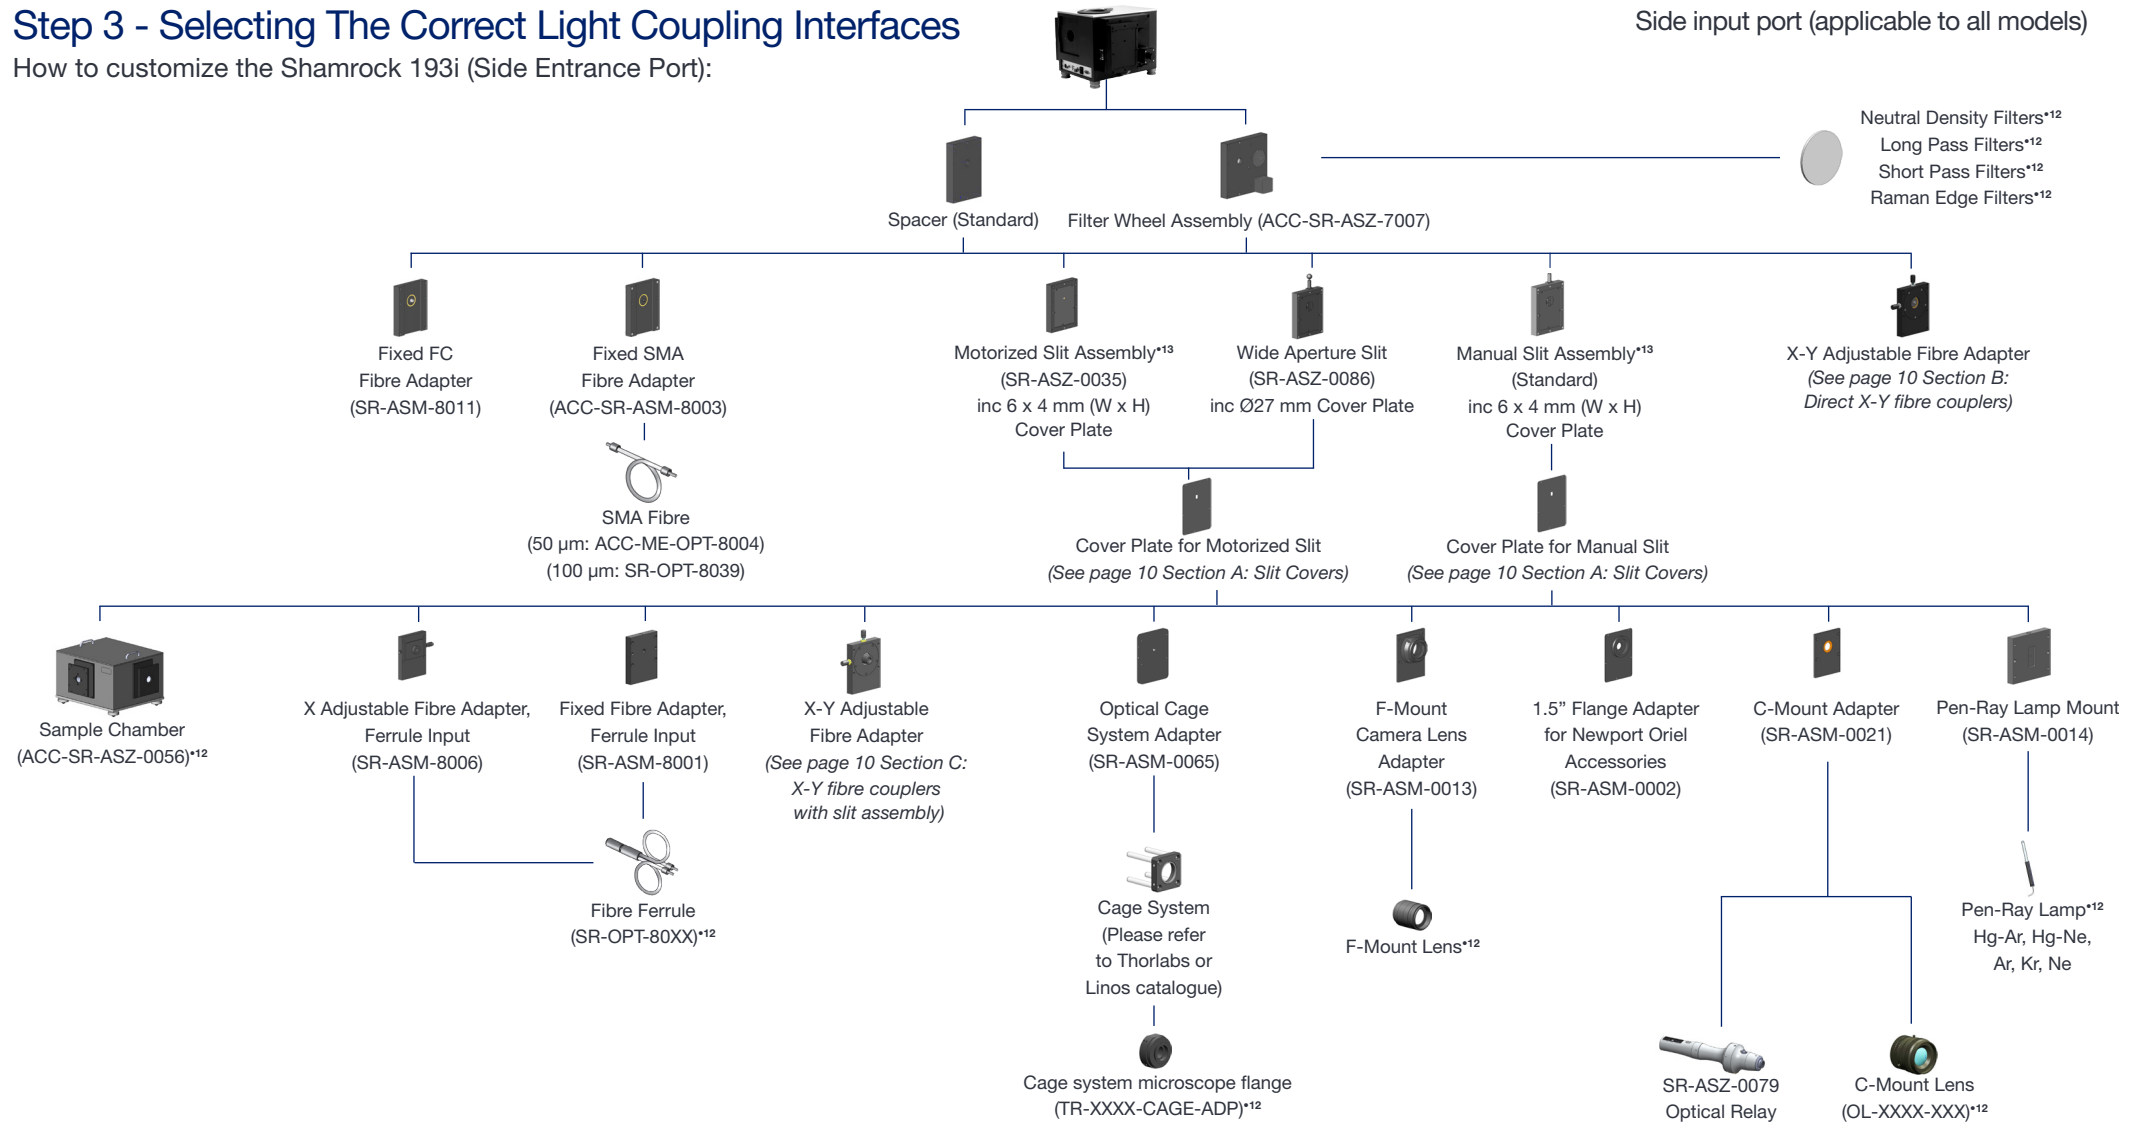 Step 3 - Selecting The Correct Light Coupling Interfaces
Side input port (applicable to all models)
How to customize the Shamrock 193i (Side Entrance Port):
Neutral Density Filters•12
Long Pass Filters•12
Short Pass Filters•12
Raman Edge Filters•12
Spacer (Standard)
Filter Wheel Assembly (ACC-SR-ASZ-7007)
Fixed FC
Fibre Adapter
(SR-ASM-8011)
Fixed SMA
Fibre Adapter
(ACC-SR-ASM-8003)
Motorized Slit Assembly•13
(SR-ASZ-0035)
inc 6 x 4 mm (W x H)
Cover Plate
Wide Aperture Slit
(SR-ASZ-0086)
inc Ø27 mm Cover Plate
Manual Slit Assembly•13
(Standard)
inc 6 x 4 mm (W x H)
Cover Plate
X-Y Adjustable Fibre Adapter
(See page 10 Section B:
Direct X-Y fibre couplers)
SMA Fibre
(50 µm: ACC-ME-OPT-8004)
(100 µm: SR-OPT-8039)
Cover Plate for Motorized Slit
(See page 10 Section A: Slit Covers)
Cover Plate for Manual Slit
(See page 10 Section A: Slit Covers)
Sample Chamber
(ACC-SR-ASZ-0056)•12
X Adjustable Fibre Adapter,
Ferrule Input
(SR-ASM-8006)
Fixed Fibre Adapter,
Ferrule Input
(SR-ASM-8001)
X-Y Adjustable
Fibre Adapter
(See page 10 Section C:
X-Y fibre couplers
with slit assembly)
Optical Cage
System Adapter
(SR-ASM-0065)
F-Mount
Camera Lens
Adapter
(SR-ASM-0013)
1.5” Flange Adapter
for Newport Oriel
Accessories
(SR-ASM-0002)
C-Mount Adapter
(SR-ASM-0021)
Pen-Ray Lamp Mount
(SR-ASM-0014)
Fibre Ferrule
(SR-OPT-80XX)•12
Cage System
(Please refer
to Thorlabs or
Linos catalogue)
F-Mount Lens•12
Pen-Ray Lamp•12
Hg-Ar, Hg-Ne,
Ar, Kr, Ne
Cage system microscope flange
(TR-XXXX-CAGE-ADP)•12
SR-ASZ-0079
Optical Relay
C-Mount Lens
(OL-XXXX-XXX)•12